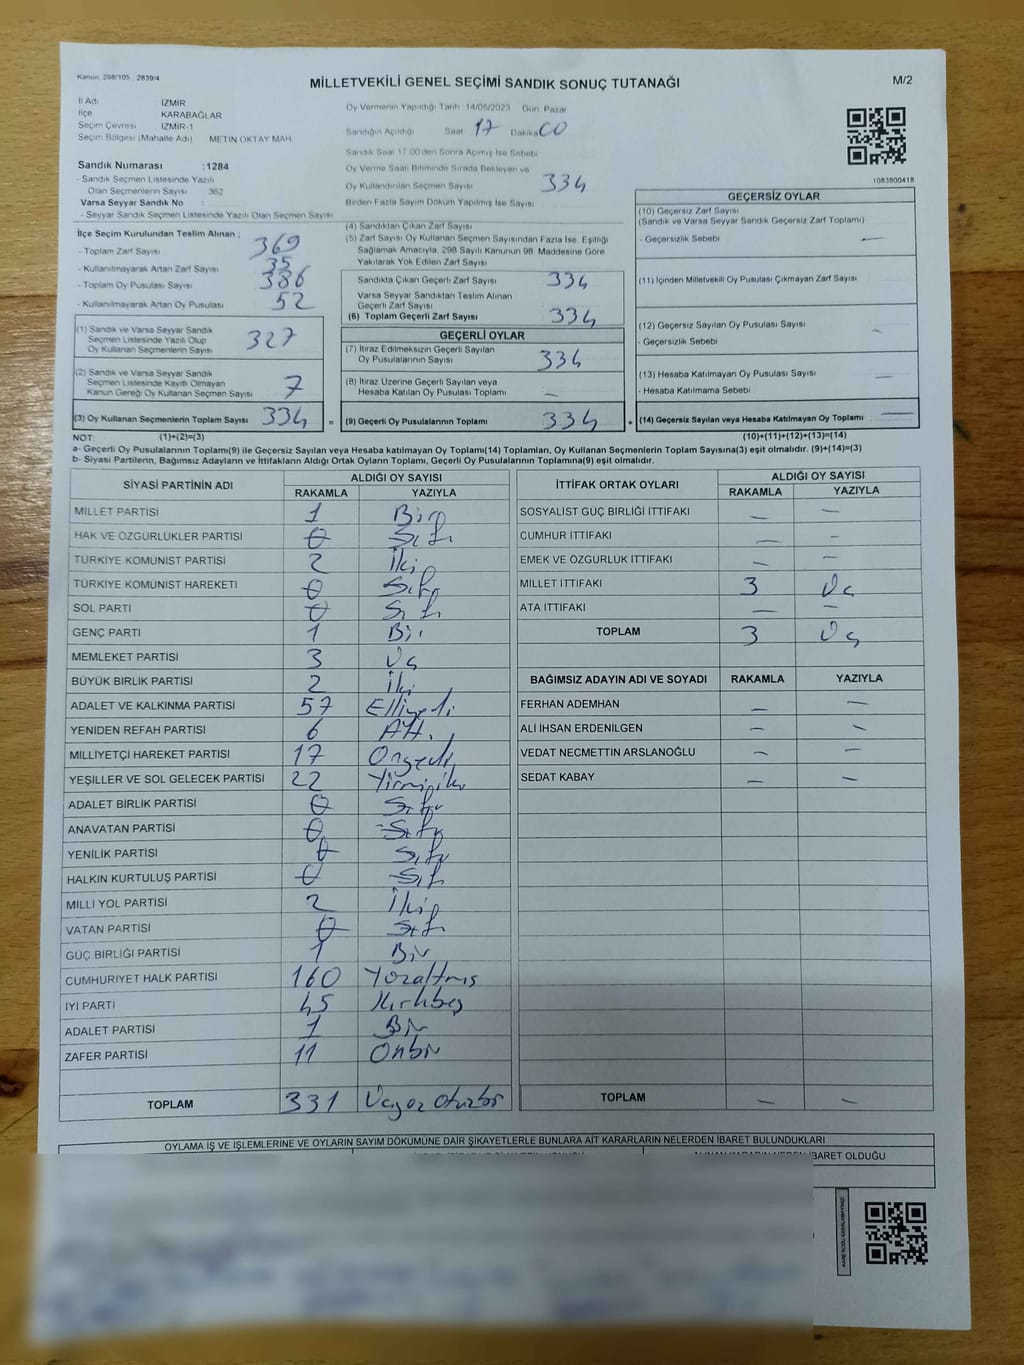 Kanun: 298/105 , 2839/4
MİLLETVEKİLİ GENEL SEÇİMİ SANDIK SONUÇ TUTANAĞI
M/2
İl Adı İZMİR
İlçe KARABAĞLAR
Seçim Çevresi İZMİR-1
Seçim Bölgesi (Mahalle Adı) METİN OKTAY MAH
Oy Vermenin Yapıldığı Tarih: 14/05/2023 Gün: Pazar
Sandığın Açıldığı Saat 17 Dakika 00
Sandık Saat 17:00'den Sonra Açılmış İse Sebebi
Sandık Numarası :1284
- Sandık Seçmen Listesinde Yazılı
Olan Seçmenlerin Sayısı 362
Varsa Seyyar Sandık No :
- Seyyar Sandık Seçmen Listesinde Yazılı Olan Seçmen Sayısı
Oy Verme Saati Bitiminde Sırada Bekleyen ve
Oy Kullandırılan Seçmen Sayısı 334
Birden Fazla Sayım Döküm Yapılmış İse Sayısı
1083800418
İlçe Seçim Kurulundan Teslim Alınan :
- Toplam Zarf Sayısı 369
- Kullanılmayarak Artan Zarf Sayısı 35
- Toplam Oy Pusulası Sayısı 386
- Kullanılmayarak Artan Oy Pusulası 52
(1) Sandık ve Varsa Seyyar Sandık
Seçmen Listesinde Yazılı Olup
Oy Kullanan Seçmenlerin Sayısı 327
(2) Sandık ve Varsa Seyyar Sandık
Seçmen Listesinde Kayıtlı Olmayan
Kanun Gereği Oy Kullanan Seçmen Sayısı 7
(3) Oy Kullanan Seçmenlerin Toplam Sayısı 334 =
(4) Sandıktan Çıkan Zarf Sayısı
(5) Zarf Sayısı Oy Kullanan Seçmen Sayısından Fazla İse, Eşitliği
Sağlamak Amacıyla, 298 Sayılı Kanunun 98. Maddesine Göre
Yakılarak Yok Edilen Zarf Sayısı
Sandıkta Çıkan Geçerli Zarf Sayısı 334
Varsa Seyyar Sandıktan Teslim Alınan
Geçerli Zarf Sayısı
(6) Toplam Geçerli Zarf Sayısı 334
GEÇERLİ OYLAR
(7) İtiraz Edilmeksizin Geçerli Sayılan
Oy Pusulalarının Sayısı 334
(8) İtiraz Üzerine Geçerli Sayılan veya
Hesaba Katılan Oy Pusulası Toplamı —
(9) Geçerli Oy Pusulalarının Toplamı 334 +
GEÇERSİZ OYLAR
(10) Geçersiz Zarf Sayısı
(Sandık ve Varsa Seyyar Sandık Geçersiz Zarf Toplamı)
- Geçersizlik Sebebi —
(11) İçinden Milletvekili Oy Pusulası Çıkmayan Zarf Sayısı
(12) Geçersiz Sayılan Oy Pusulası Sayısı —
- Geçersizlik Sebebi
(13) Hesaba Katılmayan Oy Pusulası Sayısı —
- Hesaba Katılmama Sebebi
(14) Geçersiz Sayılan veya Hesaba Katılmayan Oy Toplamı —
NOT: (1)+(2)=(3) (10)+(11)+(12)+(13)=(14)
a- Geçerli Oy Pusulalarının Toplamı(9) ile Geçersiz Sayılan veya Hesaba katılmayan Oy Toplamı(14) Toplamları, Oy Kullanan Seçmenlerin Toplam Sayısına(3) eşit olmalıdır. (9)+(14)=(3)
b- Siyasi Partilerin, Bağımsız Adayların ve İttifakların Aldığı Ortak Oyların Toplamı, Geçerli Oy Pusulalarının Toplamına(9) eşit olmalıdır.
SİYASİ PARTİNİN ADI ALDIĞI OY SAYISI
RAKAMLA YAZIYLA
MİLLET PARTİSİ 1 Bir
HAK VE ÖZGÜRLÜKLER PARTİSİ 0 Sıfır
TÜRKİYE KOMÜNİST PARTİSİ 2 İki
TÜRKİYE KOMÜNİST HAREKETİ 0 Sıfır
SOL PARTİ 0 Sıfır
GENÇ PARTİ 1 Bir
MEMLEKET PARTİSİ 3 Üç
BÜYÜK BİRLİK PARTİSİ 2 İki
ADALET VE KALKINMA PARTİSİ 57 Elliyedi
YENİDEN REFAH PARTİSİ 6 Altı
MİLLİYETÇİ HAREKET PARTİSİ 17 Onyedi
YEŞİLLER VE SOL GELECEK PARTİSİ 22 Yirmiiki
ADALET BİRLİK PARTİSİ 0 Sıfır
ANAVATAN PARTİSİ 0 Sıfır
YENİLİK PARTİSİ 0 Sıfır
HALKIN KURTULUŞ PARTİSİ 0 Sıfır
MİLLİ YOL PARTİSİ 2 İki
VATAN PARTİSİ 0 Sıfır
GÜÇ BİRLİĞİ PARTİSİ 1 Bir
CUMHURİYET HALK PARTİSİ 160 Yüzaltmış
İYİ PARTİ 45 Kırkbeş
ADALET PARTİSİ 1 Bir
ZAFER PARTİSİ 11 Onbir
TOPLAM 331 Üçyüz otuzbir
İTTİFAK ORTAK OYLARI ALDIĞI OY SAYISI
RAKAMLA YAZIYLA
SOSYALİST GÜÇ BİRLİĞİ İTTİFAKI — —
CUMHUR İTTİFAKI — —
EMEK VE ÖZGÜRLÜK İTTİFAKI — —
MİLLET İTTİFAKI 3 Üç
ATA İTTİFAKI — —
TOPLAM 3 Üç
BAĞIMSIZ ADAYIN ADI VE SOYADI RAKAMLA YAZIYLA
FERHAN ADEMHAN — —
ALİ İHSAN ERDENİLGEN — —
VEDAT NECMETTİN ARSLANOĞLU — —
SEDAT KABAY — —
TOPLAM — —
OYLAMA İŞ VE İŞLEMLERİNE VE OYLARIN SAYIM DÖKÜMÜNE DAİR ŞİKAYETLERLE BUNLARA AİT KARARLARIN NELERDEN İBARET BULUNDUKLARI
İBARET OLDUĞU